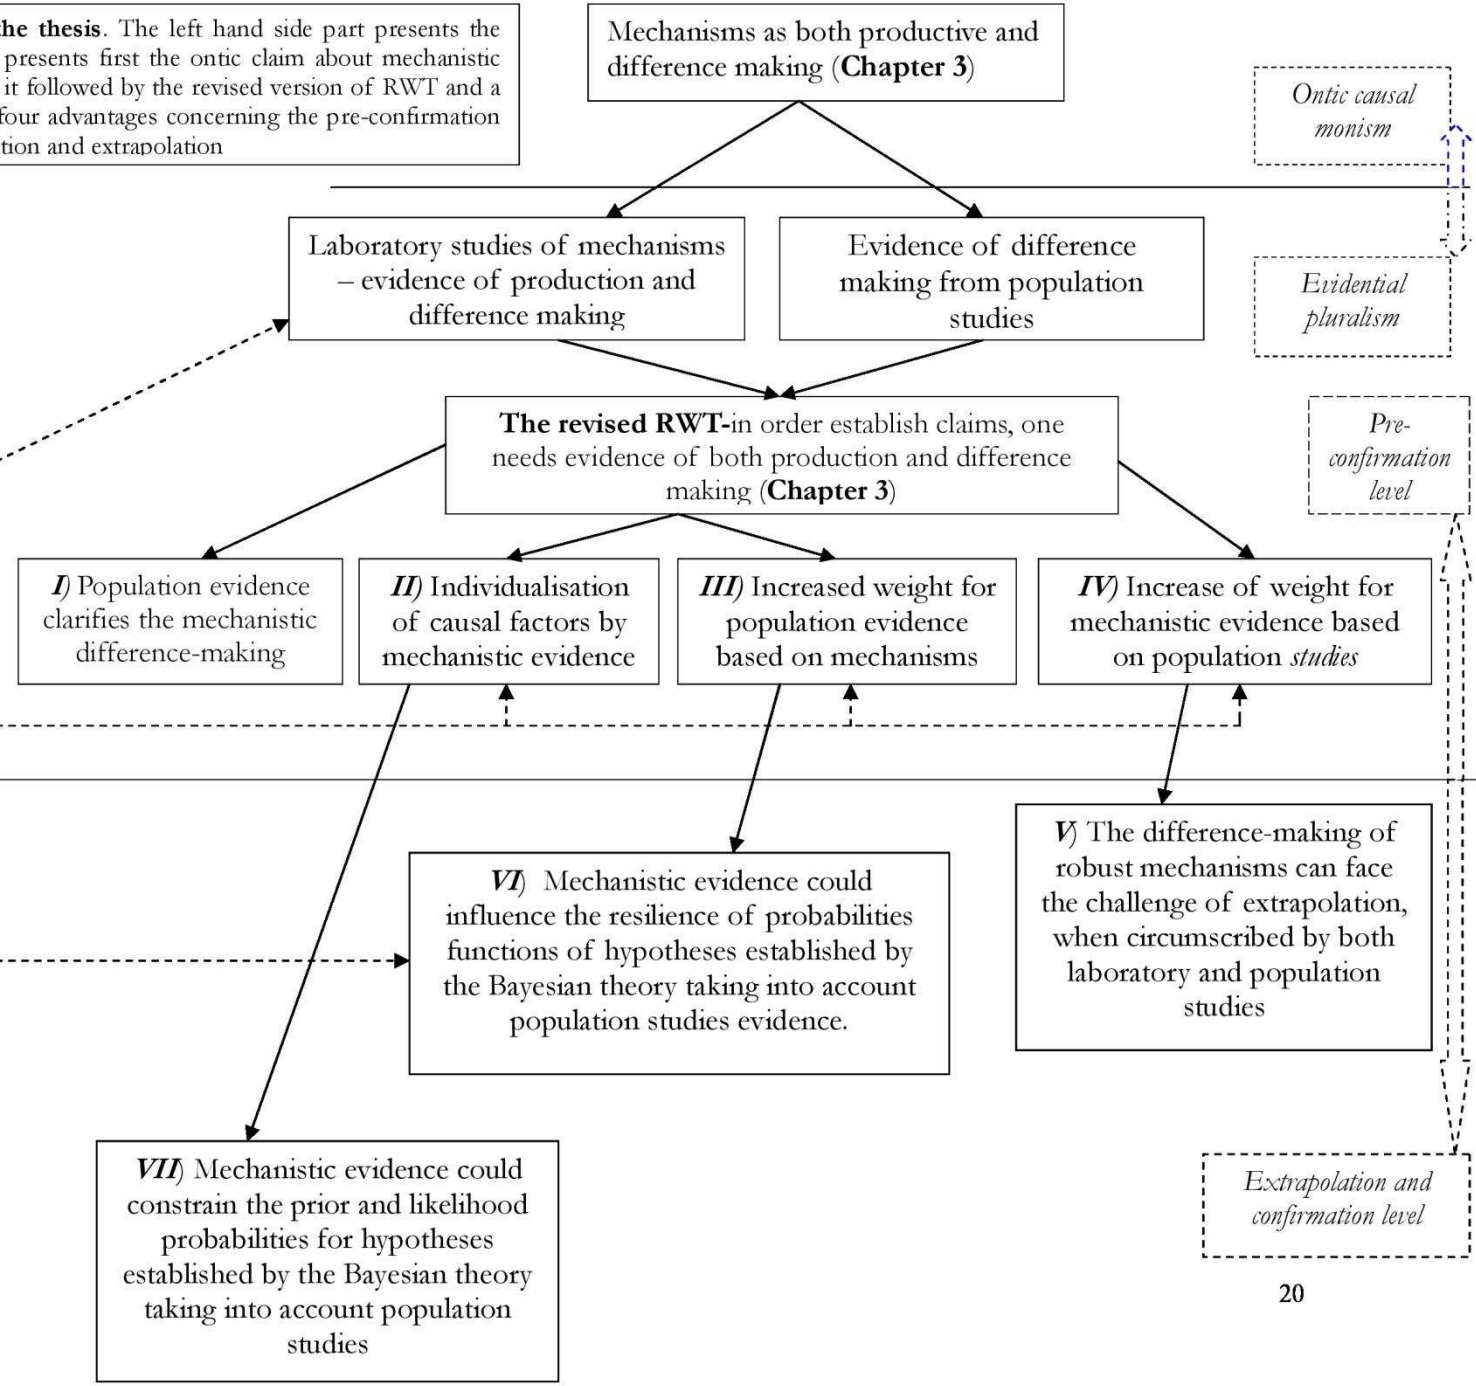 the thesis. The left hand side part presents the
presents first the ontic claim about mechanistic
it followed by the revised version of RWT and a
four advantages concerning the pre-confirmation
tion and extrapolation
Mechanisms as both productive and
difference making (Chapter 3)
Ontic causal
monism
Laboratory studies of mechanisms
– evidence of production and
difference making
Evidence of difference
making from population
studies
Evidential
pluralism
The revised RWT-in order establish claims, one
needs evidence of both production and difference
making (Chapter 3)
Pre-
confirmation
level
I) Population evidence
clarifies the mechanistic
difference-making
II) Individualisation
of causal factors by
mechanistic evidence
III) Increased weight for
population evidence
based on mechanisms
IV) Increase of weight for
mechanistic evidence based
on population studies
V) The difference-making of
robust mechanisms can face
the challenge of extrapolation,
when circumscribed by both
laboratory and population
studies
VI) Mechanistic evidence could
influence the resilience of probabilities
functions of hypotheses established by
the Bayesian theory taking into account
population studies evidence.
VII) Mechanistic evidence could
constrain the prior and likelihood
probabilities for hypotheses
established by the Bayesian theory
taking into account population
studies
Extrapolation and
confirmation level
20